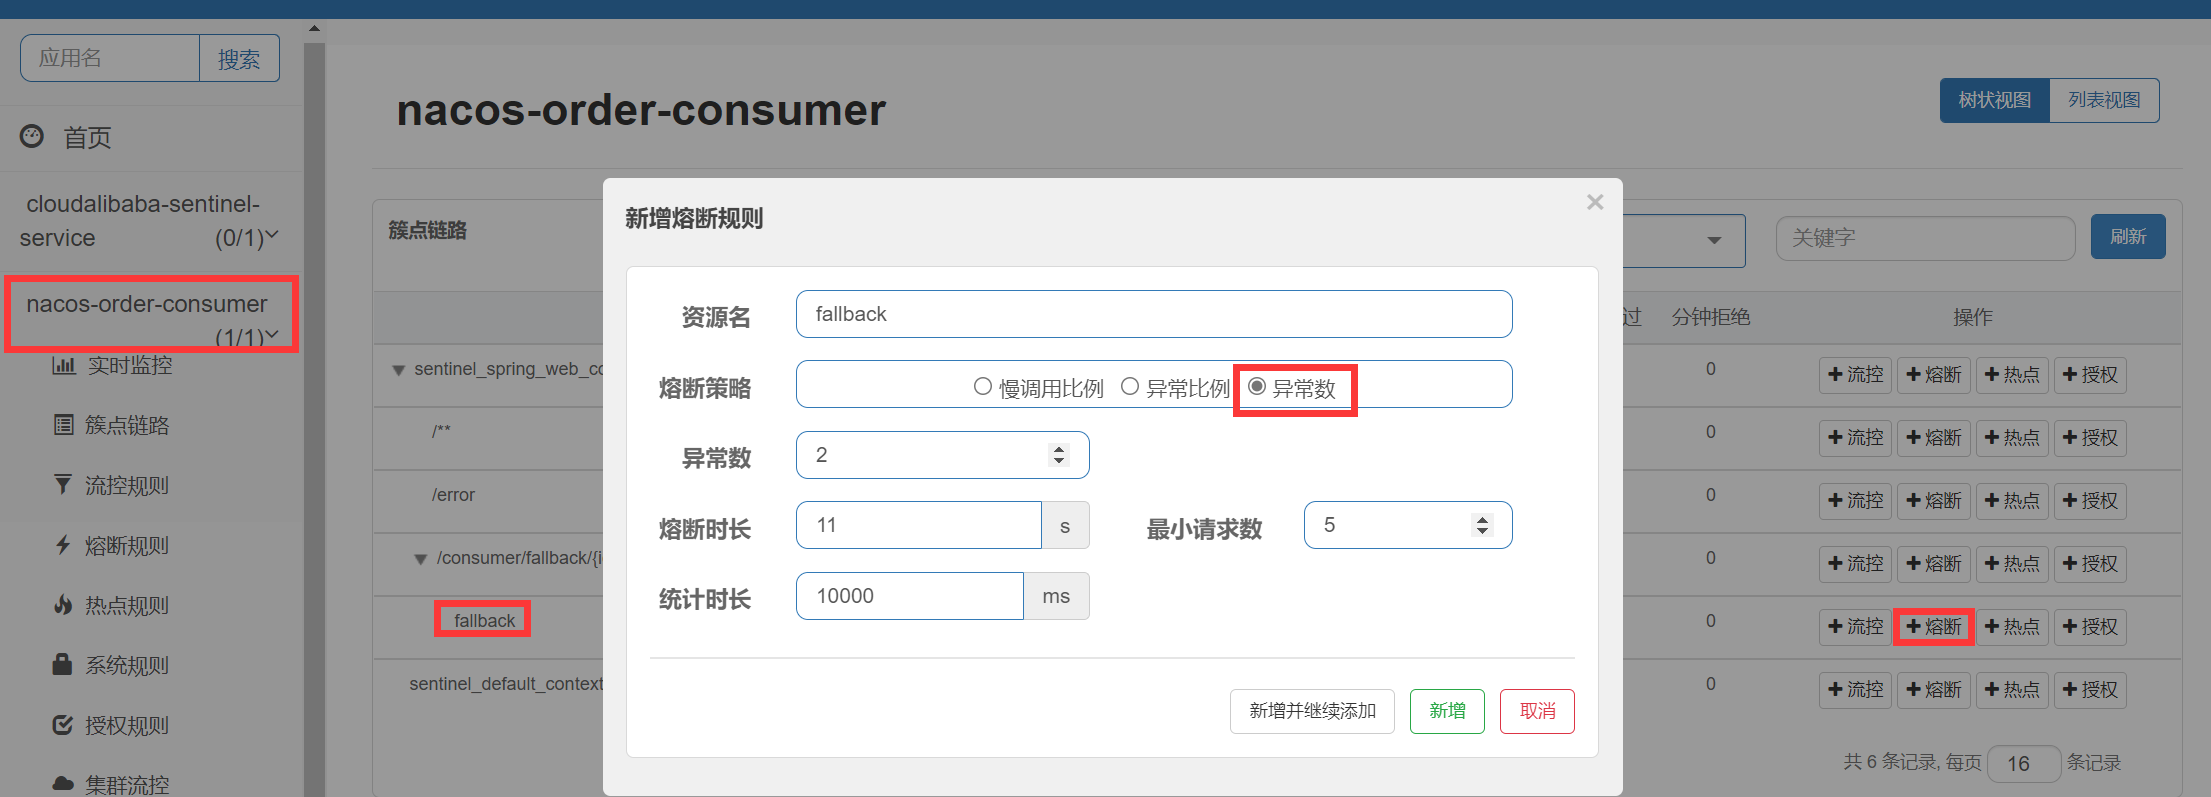 应用名
搜索
首页
cloudalibaba-sentinel-
service (0/1)
nacos-order-consumer
(1/1)
实时监控
簇点链路
流控规则
熔断规则
热点规则
系统规则
授权规则
集群流控
nacos-order-consumer
树状视图 列表视图
簇点链路
关键字 刷新
过 分钟拒绝 操作
sentinel_spring_web_co 0 流控 熔断 热点 授权
/** 0 流控 熔断 热点 授权
/error 0 流控 熔断 热点 授权
/consumer/fallback/{i 0 流控 熔断 热点 授权
fallback 0 流控 熔断 热点 授权
sentinel_default_context 0 流控 熔断 热点 授权
共 6 条记录, 每页 16 条记录
新增熔断规则 ×
资源名 fallback
熔断策略 慢调用比例 异常比例 异常数
异常数 2
熔断时长 11 s 最小请求数 5
统计时长 10000 ms
新增并继续添加 新增 取消